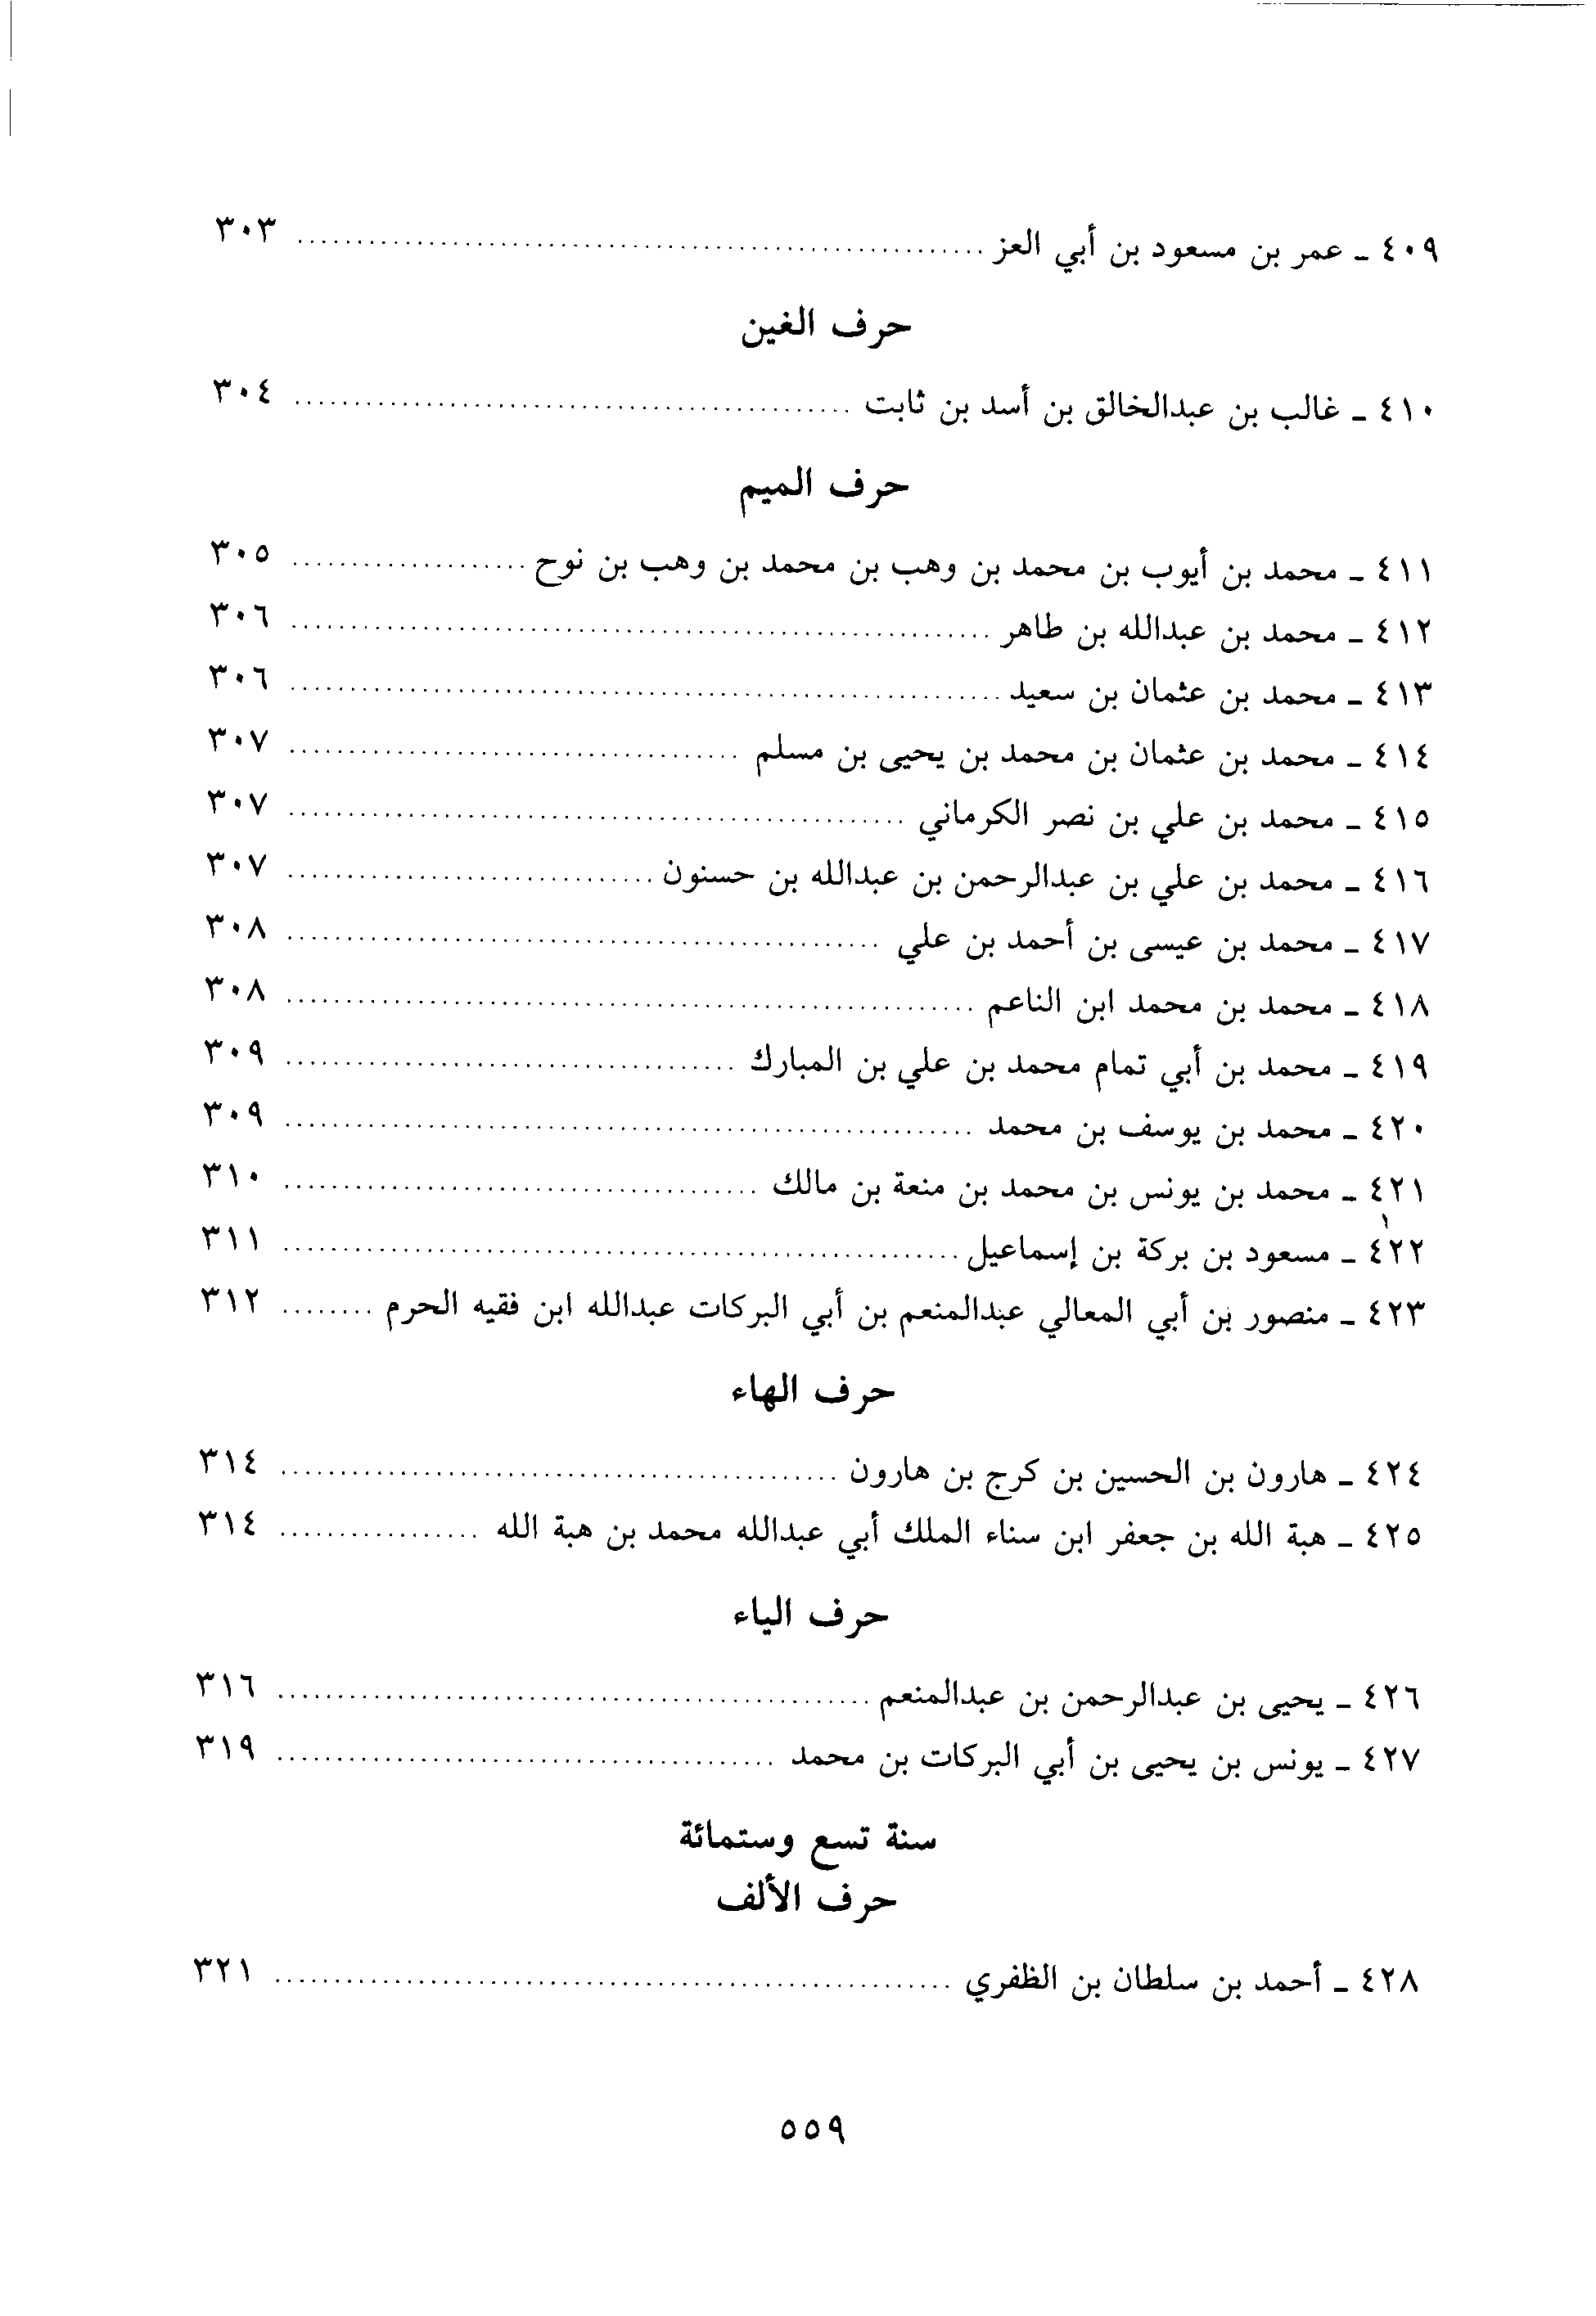 ٤٠٩ ـ عمر بن مسعود بن أبي العز ........ ٣٠٣
حرف الغين
٤١٠ ـ غالب بن عبدالخالق بن أسد بن ثابت ........ ٣٠٤
حرف الميم
٤١١ ـ محمد بن أيوب بن محمد بن وهب بن محمد بن وهب بن نوح ........ ٣٠٥
٤١٢ ـ محمد بن عبدالله بن طاهر ........ ٣٠٦
٤١٣ ـ محمد بن عثمان بن سعيد ........ ٣٠٦
٤١٤ ـ محمد بن عثمان بن محمد بن يحيى بن مسلم ........ ٣٠٧
٤١٥ ـ محمد بن علي بن نصر الكرماني ........ ٣٠٧
٤١٦ ـ محمد بن علي بن عبدالرحمن بن عبدالله بن حسنون ........ ٣٠٧
٤١٧ ـ محمد بن عيسى بن أحمد بن علي ........ ٣٠٨
٤١٨ ـ محمد بن محمد ابن الناعم ........ ٣٠٨
٤١٩ ـ محمد بن أبي تمام محمد بن علي بن المبارك ........ ٣٠٩
٤٢٠ ـ محمد بن يوسف بن محمد ........ ٣٠٩
٤٢١ ـ محمد بن يونس بن محمد بن منعة بن مالك ........ ٣١٠
٤٢٢ ـ مسعود بن بركة بن إسماعيل ........ ٣١١
٤٢٣ ـ منصور بن أبي المعالي عبدالمنعم بن أبي البركات عبدالله ابن فقيه الحرم ........ ٣١٢
حرف الهاء
٤٢٤ ـ هارون بن الحسين بن كرج بن هارون ........ ٣١٤
٤٢٥ ـ هبة الله بن جعفر ابن سناء الملك أبي عبدالله محمد بن هبة الله ........ ٣١٤
حرف الياء
٤٢٦ ـ يحيى بن عبدالرحمن بن عبدالمنعم ........ ٣١٦
٤٢٧ ـ يونس بن يحيى بن أبي البركات بن محمد ........ ٣١٩
سنة تسع وستمائة
حرف الألف
٤٢٨ ـ أحمد بن سلطان بن الظفري ........ ٣٢١
٥٥٩